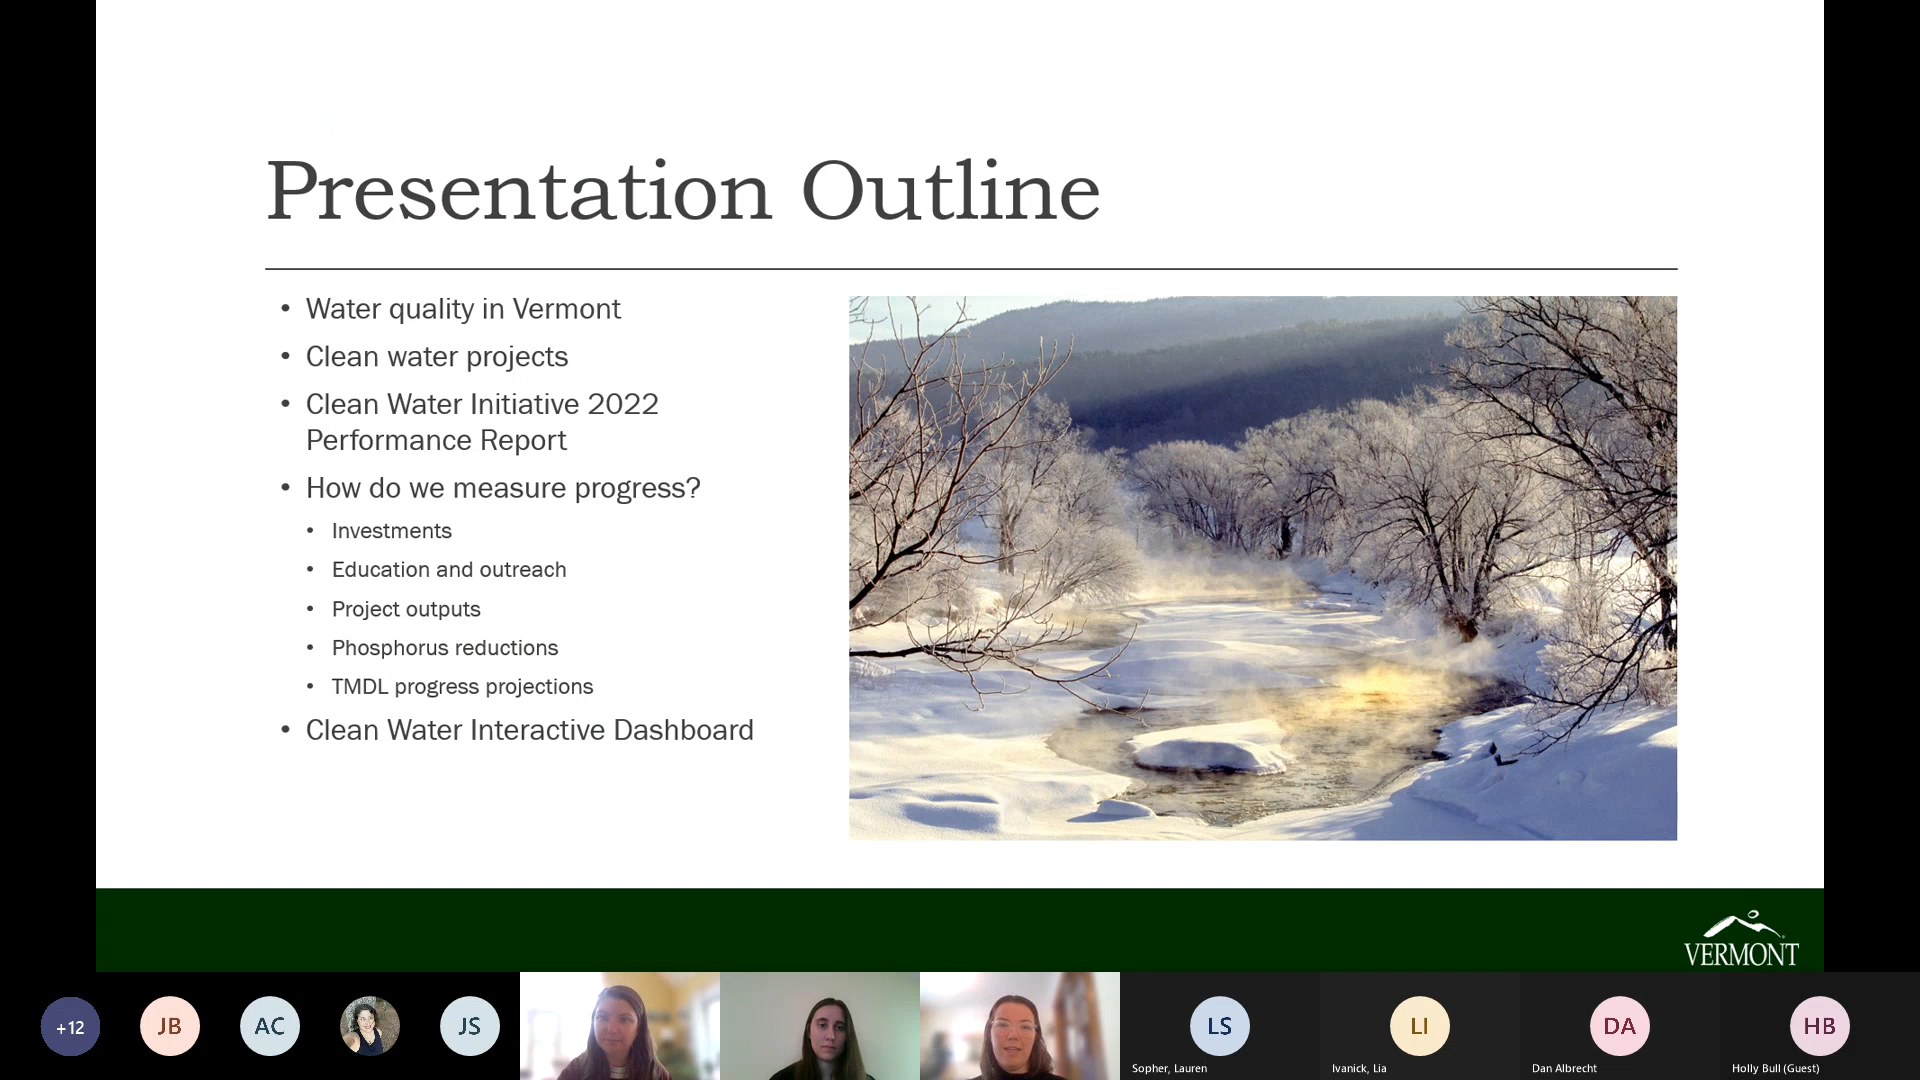 Presentation Outline
• Water quality in Vermont
• Clean water projects
• Clean Water Initiative 2022
Performance Report
• How do we measure progress?
• Investments
• Education and outreach
• Project outputs
• Phosphorus reductions
• TMDL progress projections
• Clean Water Interactive Dashboard
VERMONT
+12
JB
AC
JS
LS
LI
DA
HB
Sopher, Lauren
Ivanick, Lia
Dan Albrecht
Holly Bull (Guest)